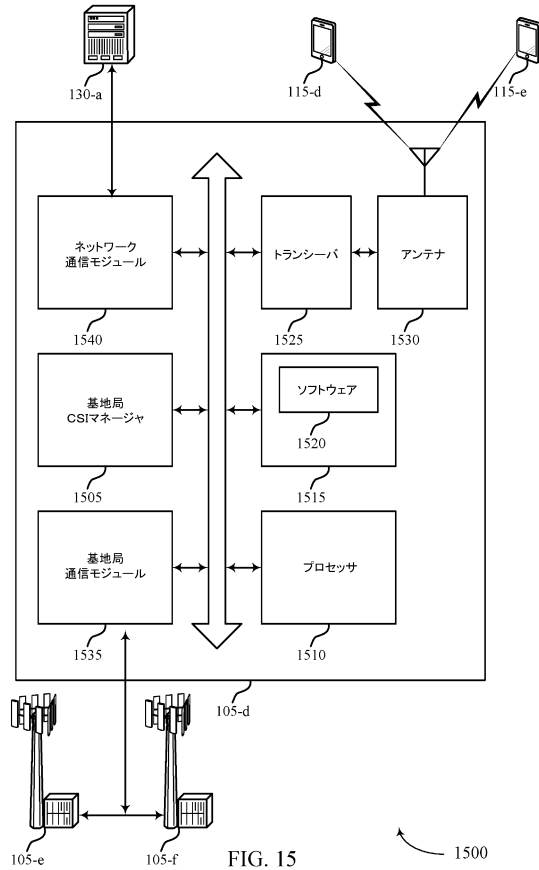 130-a
115-d
115-e
ネットワーク
通信モジュール
1540
トランシーバ
1525
アンテナ
1530
基地局
CSIマネージャ
1505
ソフトウェア
1520
1515
基地局
通信モジュール
1535
プロセッサ
1510
105-d
105-e
105-f
FIG. 15
1500